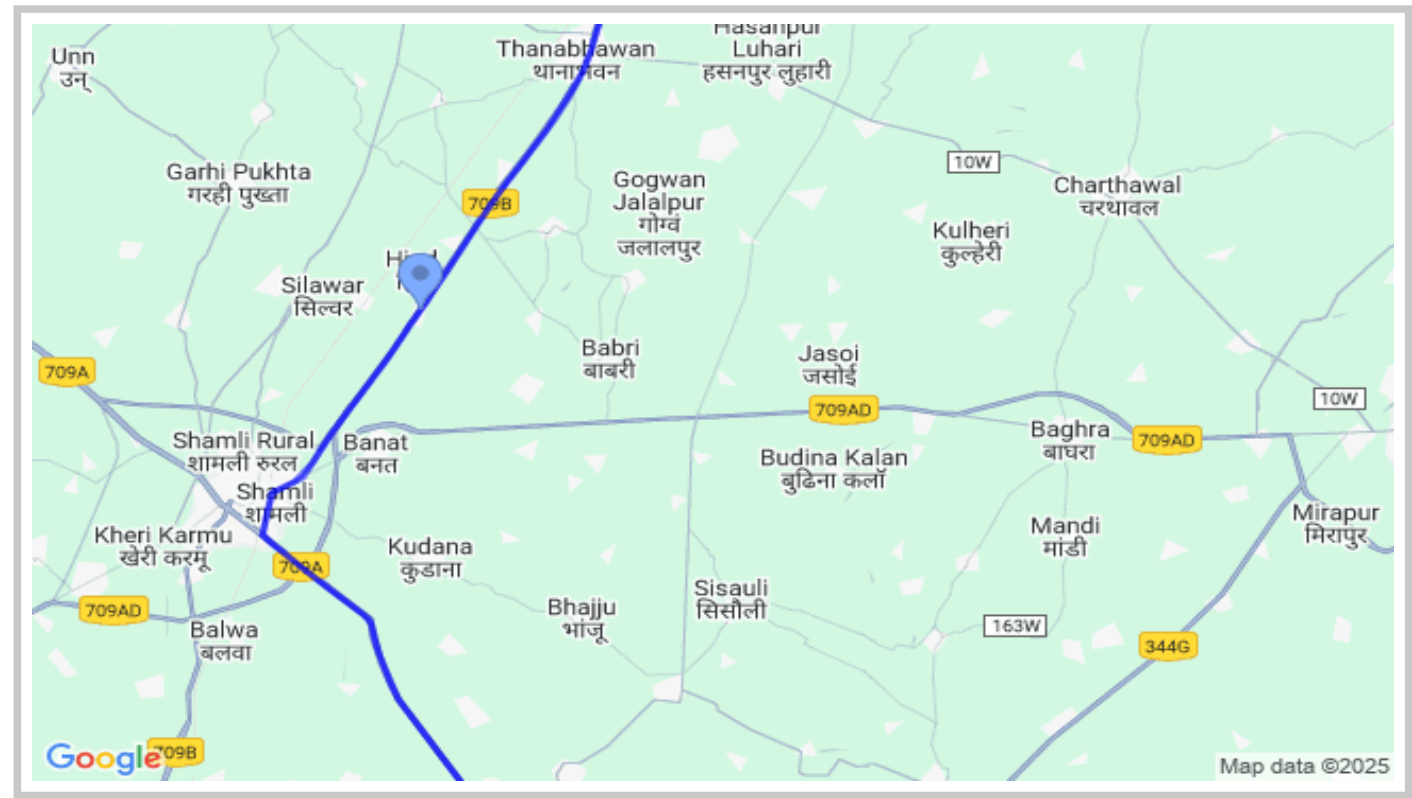 Unn
उन्
Thanabhawan
थानाभवन
Hasanpur
Luhari
हसनपुर लुहारी
10W
Garhi Pukhta
गरही पुख्ता
709B
Gogwan
Jalalpur
गोग्वं
जलालपुर
Charthawal
चरथावल
Kulheri
कुल्हेरी
Silawar
सिल्वर
709A
Babri
बाबरी
Jasoi
जसोई
709AD
10W
Shamli Rural
शामली रुरल
Banat
बनत
Baghra
बाघरा
709AD
Budina Kalan
बुढिना कलॉ
Shamli
शामली
Kheri Karmu
खेरी करमू
709A
Kudana
कुडाना
Mandi
मांडी
Mirapur
मिरापुर
709AD
Balwa
बलवा
Bhajju
भांजू
Sisauli
सिसौली
163W
344G
Google
709B
Map data ©2025